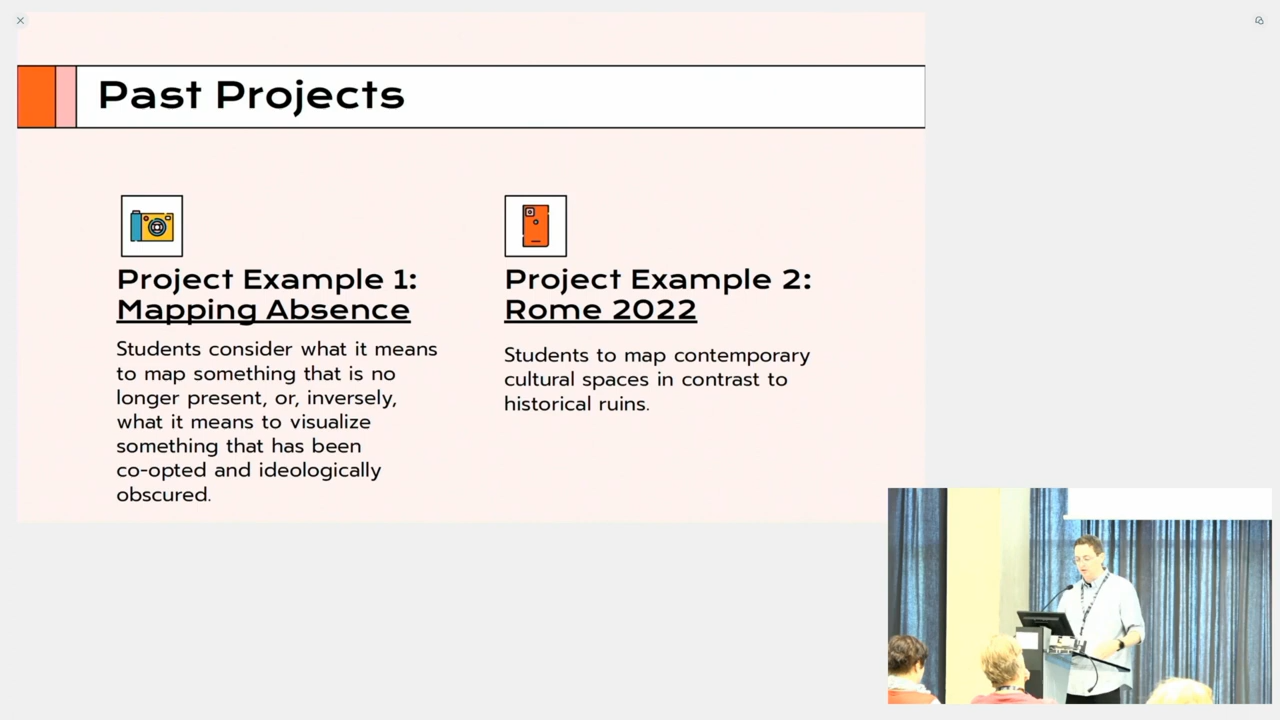 Past Projects
Project Example 1:
Mapping Absence
Students consider what it means
to map something that is no
longer present, or, inversely,
what it means to visualize
something that has been
co-opted and ideologically
obscured.
Project Example 2:
Rome 2022
Students to map contemporary
cultural spaces in contrast to
historical ruins.